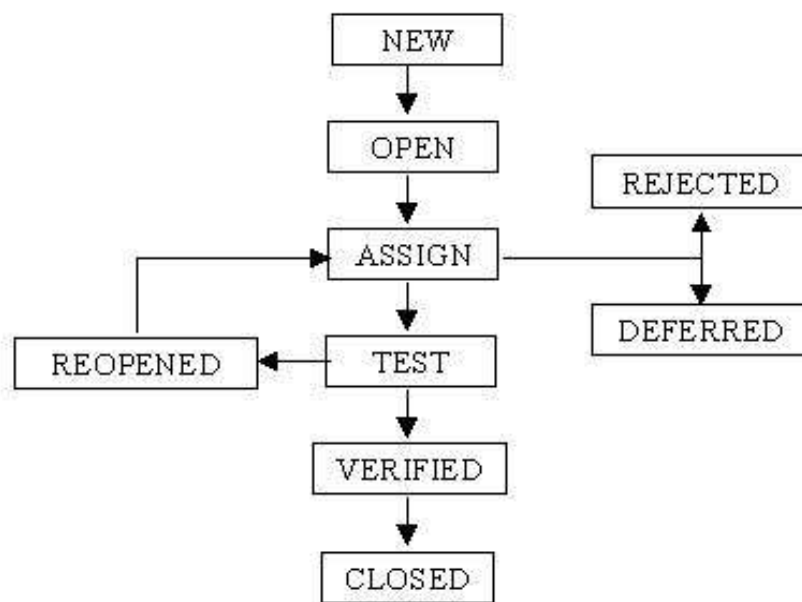 NEW
OPEN
REJECTED
ASSIGN
DEFERRED
REOPENED
TEST
VERIFIED
CLOSED